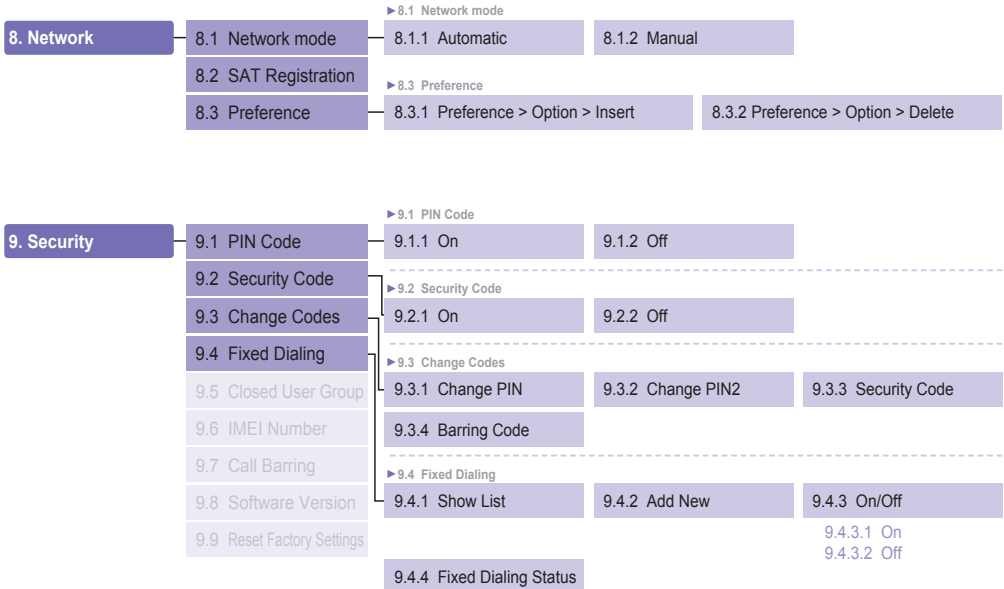 ►8.1 Network mode
8. Network
8.1 Network mode
8.1.1 Automatic
8.1.2 Manual
8.2 SAT Registration
►8.3 Preference
8.3 Preference
8.3.1 Preference > Option > Insert
8.3.2 Preference > Option > Delete
►9.1 PIN Code
9. Security
9.1 PIN Code
9.1.1 On
9.1.2 Off
9.2 Security Code
►9.2 Security Code
9.3 Change Codes
9.2.1 On
9.2.2 Off
9.4 Fixed Dialing
►9.3 Change Codes
9.5 Closed User Group
9.3.1 Change PIN
9.3.2 Change PIN2
9.3.3 Security Code
9.6 IMEI Number
9.3.4 Barring Code
9.7 Call Barring
►9.4 Fixed Dialing
9.8 Software Version
9.4.1 Show List
9.4.2 Add New
9.4.3 On/Off
9.9 Reset Factory Settings
9.4.3.1 On
9.4.3.2 Off
9.4.4 Fixed Dialing Status